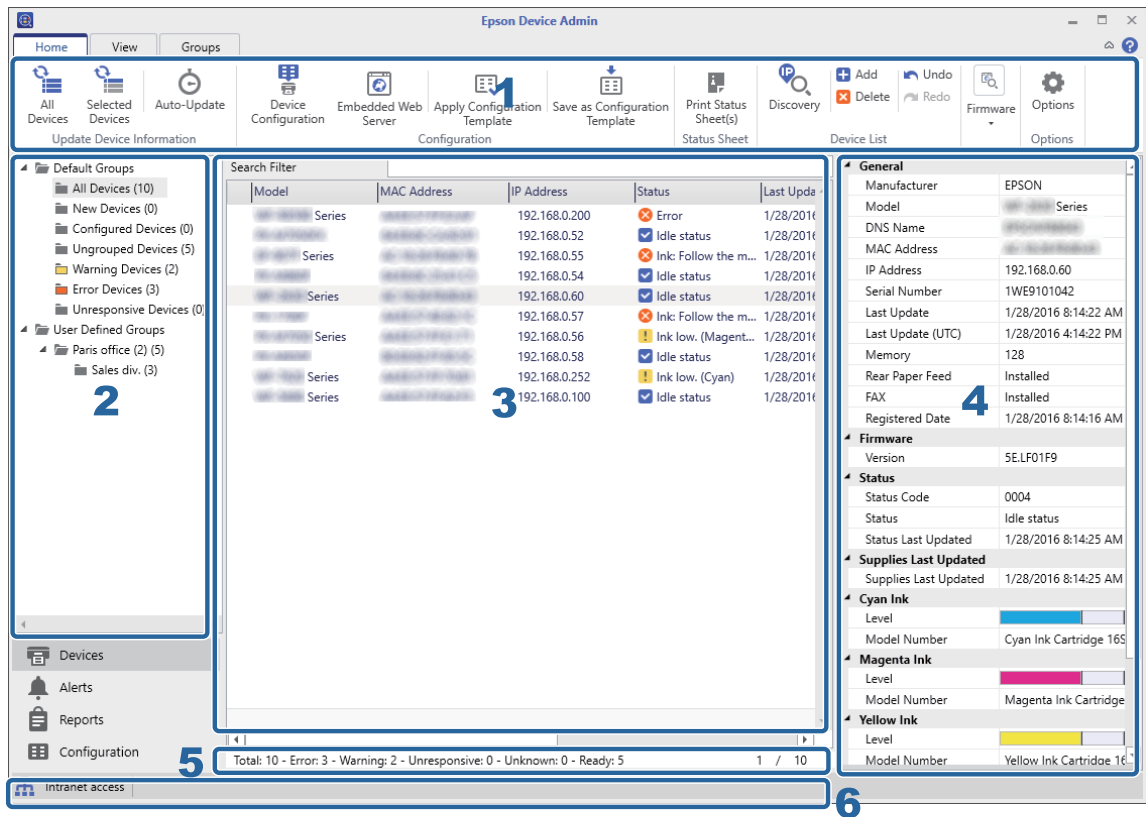 Epson Device Admin
Home View Groups
All Devices
Selected Devices
Auto-Update
Update Device Information
Device Configuration
Embedded Web Server
Apply Configuration Template
Save as Configuration Template
Configuration
1
Print Status Sheet(s)
Status Sheet
IP
Discovery
Add
Delete
Undo
Redo
Device List
Firmware
Options
Options
Default Groups
All Devices (10)
New Devices (0)
Configured Devices (0)
Ungrouped Devices (5)
Warning Devices (2)
Error Devices (3)
Unresponsive Devices (0)
User Defined Groups
Paris office (2) (5)
Sales div. (3)
2
Devices
Alerts
Reports
Configuration
Search Filter
Model MAC Address IP Address Status Last Upda
Series 192.168.0.200 Error 1/28/2016
192.168.0.52 Idle status 1/28/2016
Series 192.168.0.55 Ink: Follow the m... 1/28/2016
192.168.0.54 Idle status 1/28/2016
Series 192.168.0.60 Idle status 1/28/2016
192.168.0.57 Ink: Follow the m... 1/28/2016
Series 192.168.0.56 Ink low. (Magent... 1/28/2016
192.168.0.58 Idle status 1/28/2016
Series 192.168.0.252 Ink low. (Cyan) 1/28/2016
Series 192.168.0.100 Idle status 1/28/2016
3
General
Manufacturer EPSON
Model Series
DNS Name
MAC Address
IP Address 192.168.0.60
Serial Number 1WE9101042
Last Update 1/28/2016 8:14:22 AM
Last Update (UTC) 1/28/2016 4:14:22 PM
Memory 128
Rear Paper Feed Installed
FAX Installed
Registered Date 1/28/2016 8:14:16 AM
4
Firmware
Version 5E.LF01F9
Status
Status Code 0004
Status Idle status
Status Last Updated 1/28/2016 8:14:25 AM
Supplies Last Updated
Supplies Last Updated 1/28/2016 8:14:25 AM
Cyan Ink
Level
Model Number Cyan Ink Cartridge 16S
Magenta Ink
Level
Model Number Magenta Ink Cartridge
Yellow Ink
Level
Model Number Yellow Ink Cartridge 16
5
Total: 10 - Error: 3 - Warning: 2 - Unresponsive: 0 - Unknown: 0 - Ready: 5 1 / 10
Intranet access
6